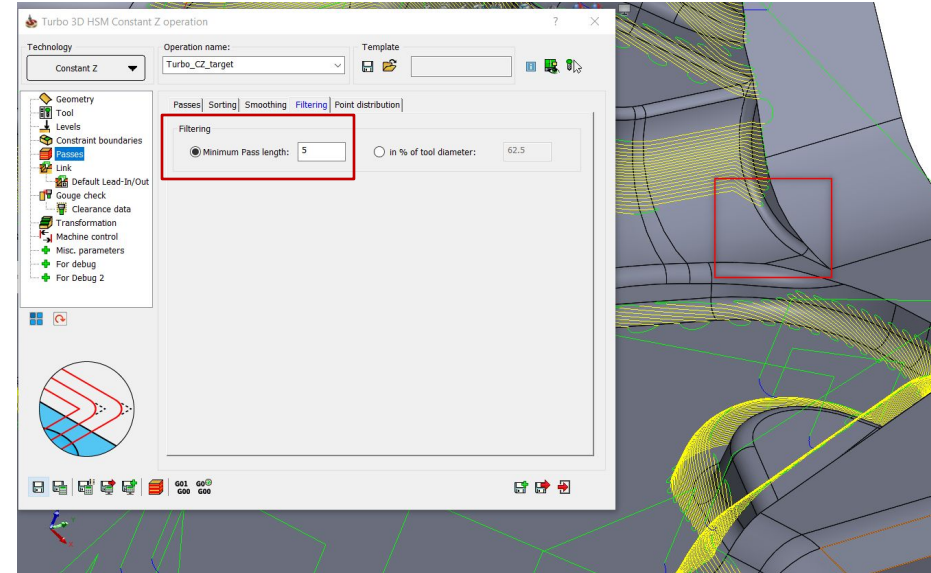 Turbo 3D HSM Constant Z operation
?
Technology
Operation name:
Template
Constant Z
Turbo_CZ_target
Geometry
Tool
Levels
Constraint boundaries
Passes
Link
Default Lead-In/Out
Gouge check
Clearance data
Transformation
Machine control
Misc. parameters
For debug
For Debug 2
Passes Sorting Smoothing Filtering Point distribution
Filtering
Minimum Pass length: 5
in % of tool diameter: 62.5
G01 G0
G00 G00